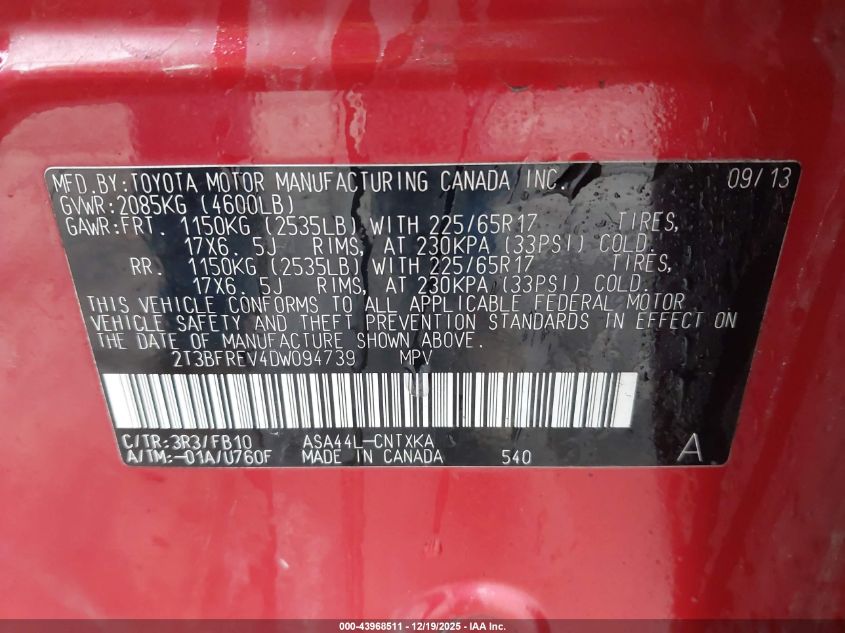 MFD.BY:TOYOTA MOTOR MANUFACTURING CANADA INC. 09/13
GVWR:2085KG (4600LB)
GAWR:FRT. 1150KG (2535LB) WITH 225/65R17 TIRES,
17X6. 5J RIMS, AT 230KPA (33PSI) COLD.
RR. 1150KG (2535LB) WITH 225/65R17 TIRES,
17X6. 5J RIMS, AT 230KPA (33PSI) COLD.
THIS VEHICLE CONFORMS TO ALL APPLICABLE FEDERAL MOTOR
VEHICLE SAFETY AND THEFT PREVENTION STANDARDS IN EFFECT ON
THE DATE OF MANUFACTURE SHOWN ABOVE.
2T3BFREV4DW094739 MPV
C/TR:3R3/FB10 ASA44L-CNTXKA
A/TM:-01A/U760F MADE IN CANADA 540 A
000-43968511 - 12/19/2025 - IAA Inc.